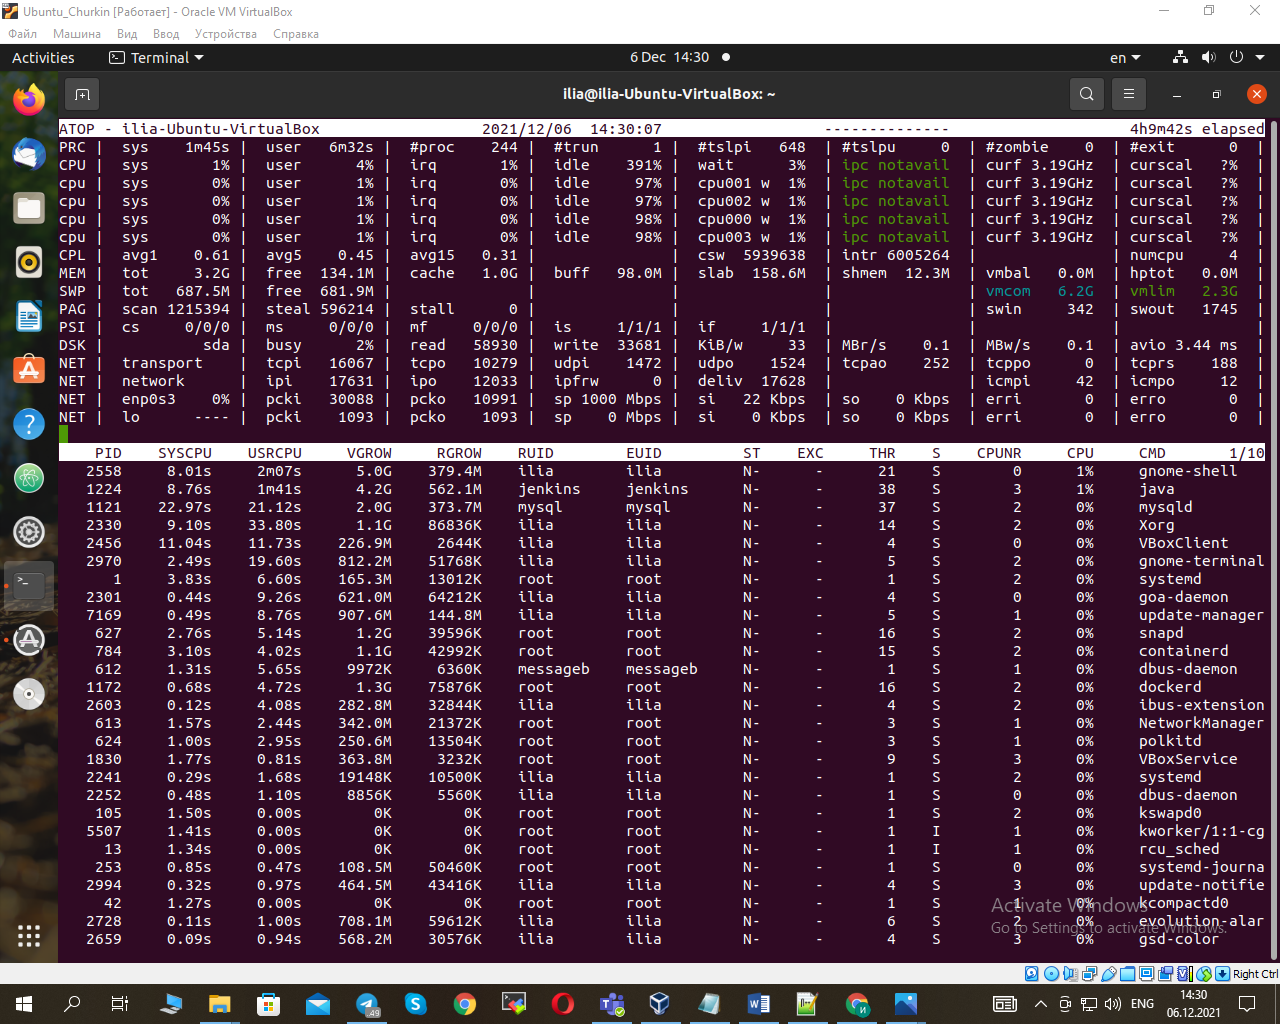 Ubuntu_Churkin [Работает] - Oracle VM VirtualBox
Файл Машина Вид Ввод Устройства Справка
Activities Terminal 6 Dec 14:30 en
ilia@ilia-Ubuntu-VirtualBox: ~
ATOP - ilia-Ubuntu-VirtualBox 2021/12/06 14:30:07 -------------- 4h9m42s elapsed
PRC | sys 1m45s | user 6m32s | #proc 244 | #trun 1 | #tslpi 648 | #tslpu 0 | #zombie 0 | #exit 0 |
CPU | sys 1% | user 4% | irq 1% | idle 391% | wait 3% | ipc notavail | curf 3.19GHz | curscal ?% |
cpu | sys 0% | user 1% | irq 0% | idle 97% | cpu001 w 1% | ipc notavail | curf 3.19GHz | curscal ?% |
cpu | sys 0% | user 1% | irq 0% | idle 97% | cpu002 w 1% | ipc notavail | curf 3.19GHz | curscal ?% |
cpu | sys 0% | user 1% | irq 0% | idle 98% | cpu000 w 1% | ipc notavail | curf 3.19GHz | curscal ?% |
cpu | sys 0% | user 1% | irq 0% | idle 98% | cpu003 w 1% | ipc notavail | curf 3.19GHz | curscal ?% |
CPL | avg1 0.61 | avg5 0.45 | avg15 0.31 | | csw 5939638 | intr 6005264 | | numcpu 4 |
MEM | tot 3.2G | free 134.1M | cache 1.0G | buff 98.0M | slab 158.6M | shmem 12.3M | vmbal 0.0M | hptot 0.0M |
SWP | tot 687.5M | free 681.9M | | | | | vmcom 6.2G | vmlim 2.3G |
PAG | scan 1215394 | steal 596214 | stall 0 | | | | swin 342 | swout 1745 |
PSI | cs 0/0/0 | ms 0/0/0 | mf 0/0/0 | is 1/1/1 | if 1/1/1 | | | |
DSK | sda | busy 2% | read 58930 | write 33681 | KiB/w 33 | MBr/s 0.1 | MBw/s 0.1 | avio 3.44 ms |
NET | transport | tcpi 16067 | tcpo 10279 | udpi 1472 | udpo 1524 | tcpao 252 | tcppo 0 | tcprs 188 |
NET | network | ipi 17631 | ipo 12033 | ipfrw 0 | deliv 17628 | | icmpi 42 | icmpo 12 |
NET | enp0s3 0% | pcki 30088 | pcko 10991 | sp 1000 Mbps | si 22 Kbps | so 0 Kbps | erri 0 | erro 0 |
NET | lo ---- | pcki 1093 | pcko 1093 | sp 0 Mbps | si 0 Kbps | so 0 Kbps | erri 0 | erro 0 |
PID SYSCPU USRCPU VGROW RGROW RUID EUID ST EXC THR S CPUNR CPU CMD 1/10
2558 8.01s 2m07s 5.0G 379.4M ilia ilia N- - 21 S 0 1% gnome-shell
1224 8.76s 1m41s 4.2G 562.1M jenkins jenkins N- - 38 S 3 1% java
1121 22.97s 21.12s 2.0G 373.7M mysql mysql N- - 37 S 2 0% mysqld
2330 9.10s 33.80s 1.1G 86836K ilia ilia N- - 14 S 2 0% Xorg
2456 11.04s 11.73s 226.9M 2644K ilia ilia N- - 4 S 0 0% VBoxClient
2970 2.49s 19.60s 812.2M 51768K ilia ilia N- - 5 S 2 0% gnome-terminal
1 3.83s 6.60s 165.3M 13012K root root N- - 1 S 2 0% systemd
2301 0.44s 9.26s 621.0M 64212K ilia ilia N- - 4 S 0 0% goa-daemon
7169 0.49s 8.76s 907.6M 144.8M ilia ilia N- - 5 S 1 0% update-manager
627 2.76s 5.14s 1.2G 39596K root root N- - 16 S 2 0% snapd
784 3.10s 4.02s 1.1G 42992K root root N- - 15 S 2 0% containerd
612 1.31s 5.65s 9972K 6360K messageb messageb N- - 1 S 1 0% dbus-daemon
1172 0.68s 4.72s 1.3G 75876K root root N- - 16 S 2 0% dockerd
2603 0.12s 4.08s 282.8M 32844K ilia ilia N- - 4 S 2 0% ibus-extension
613 1.57s 2.44s 342.0M 21372K root root N- - 3 S 1 0% NetworkManager
624 1.00s 2.95s 250.6M 13504K root root N- - 3 S 1 0% polkitd
1830 1.77s 0.81s 363.8M 3232K root root N- - 9 S 3 0% VBoxService
2241 0.29s 1.68s 19148K 10500K ilia ilia N- - 1 S 2 0% systemd
2252 0.48s 1.10s 8856K 5560K ilia ilia N- - 1 S 0 0% dbus-daemon
105 1.50s 0.00s 0K 0K root root N- - 1 S 2 0% kswapd0
5507 1.41s 0.00s 0K 0K root root N- - 1 I 1 0% kworker/1:1-cg
13 1.34s 0.00s 0K 0K root root N- - 1 I 1 0% rcu_sched
253 0.85s 0.47s 108.5M 50460K root root N- - 1 S 0 0% systemd-journa
2994 0.32s 0.97s 464.5M 43416K ilia ilia N- - 4 S 3 0% update-notifie
42 1.27s 0.00s 0K 0K root root N- - 1 S 1 0% kcompactd0
2728 0.11s 1.00s 708.1M 59612K ilia ilia N- - 6 S 2 0% evolution-alar
2659 0.09s 0.94s 568.2M 30576K ilia ilia N- - 4 S 3 0% gsd-color
Activate Windows
Go to Settings to activate Windows.
Right Ctrl
.49
ENG
14:30
06.12.2021